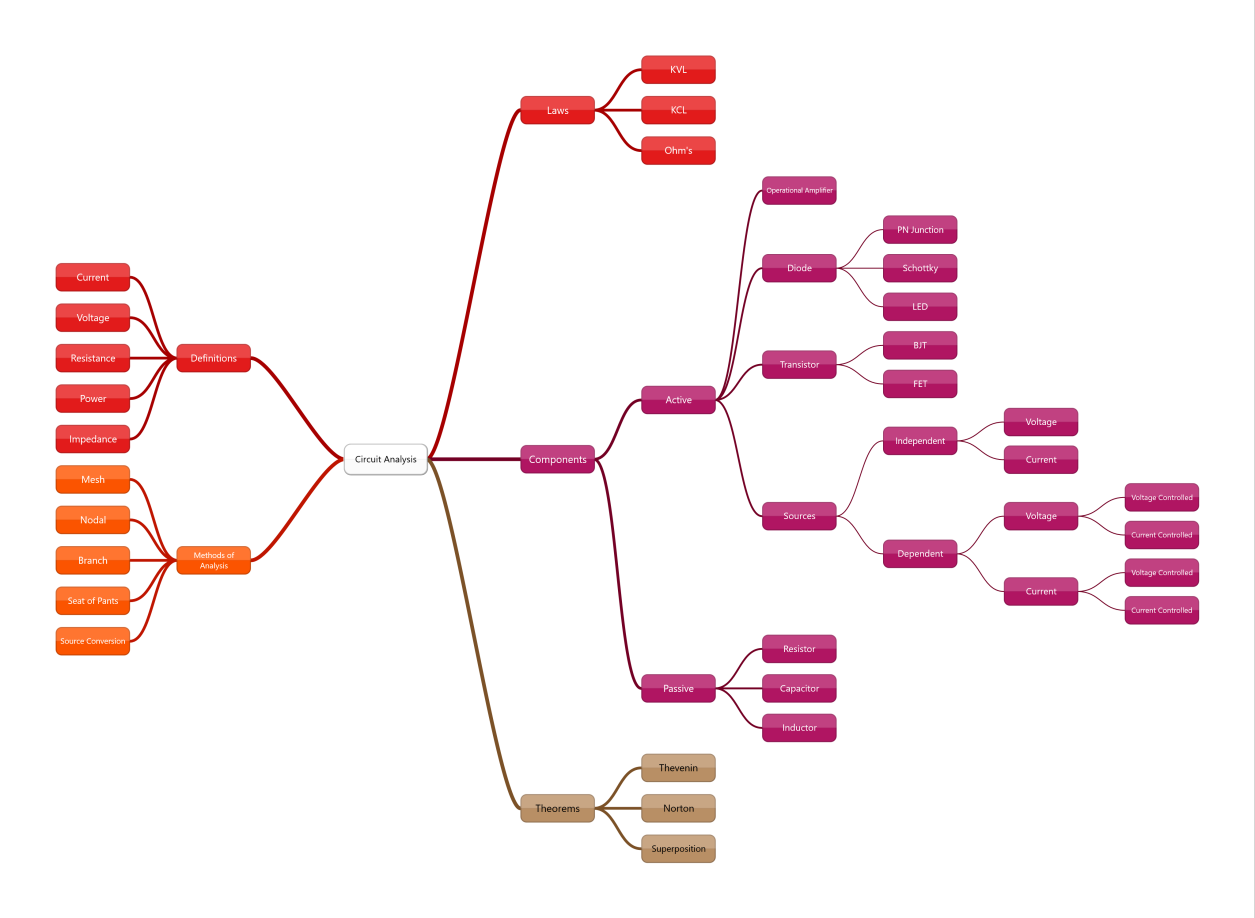 Circuit Analysis
Laws
KVL
KCL
Ohm's
Components
Active
Operational Amplifier
Diode
PN Junction
Schottky
LED
Transistor
BJT
FET
Sources
Independent
Voltage
Current
Dependent
Voltage
Voltage Controlled
Current Controlled
Current
Voltage Controlled
Current Controlled
Passive
Resistor
Capacitor
Inductor
Theorems
Thevenin
Norton
Superposition
Definitions
Current
Voltage
Resistance
Power
Impedance
Methods of
Analysis
Mesh
Nodal
Branch
Seat of Pants
Source Conversion